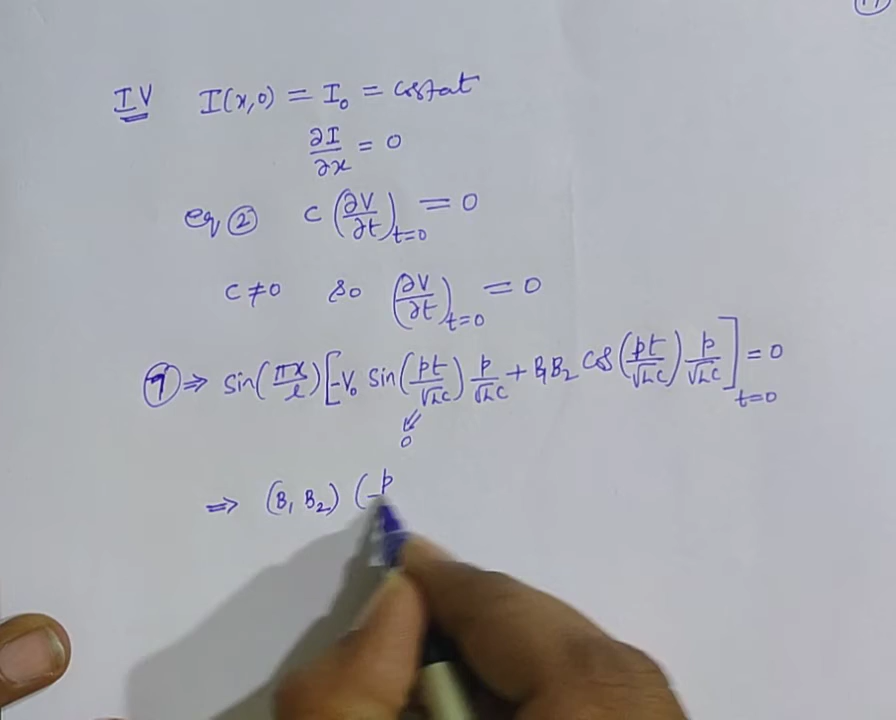 IV I(x,0) = I₀ = Constat
∂I/∂x = 0
eq ② C (∂V/∂t)_{t=0} = 0
C ≠ 0 So (∂V/∂t)_{t=0} = 0
⑦ ⇒ sin(πx/l) [-V₀ sin(pt/√LC) p/√LC + B₁B₂ Cos(pt/√LC) p/√LC]_{t=0} = 0
0
⇒ (B₁ B₂) (p